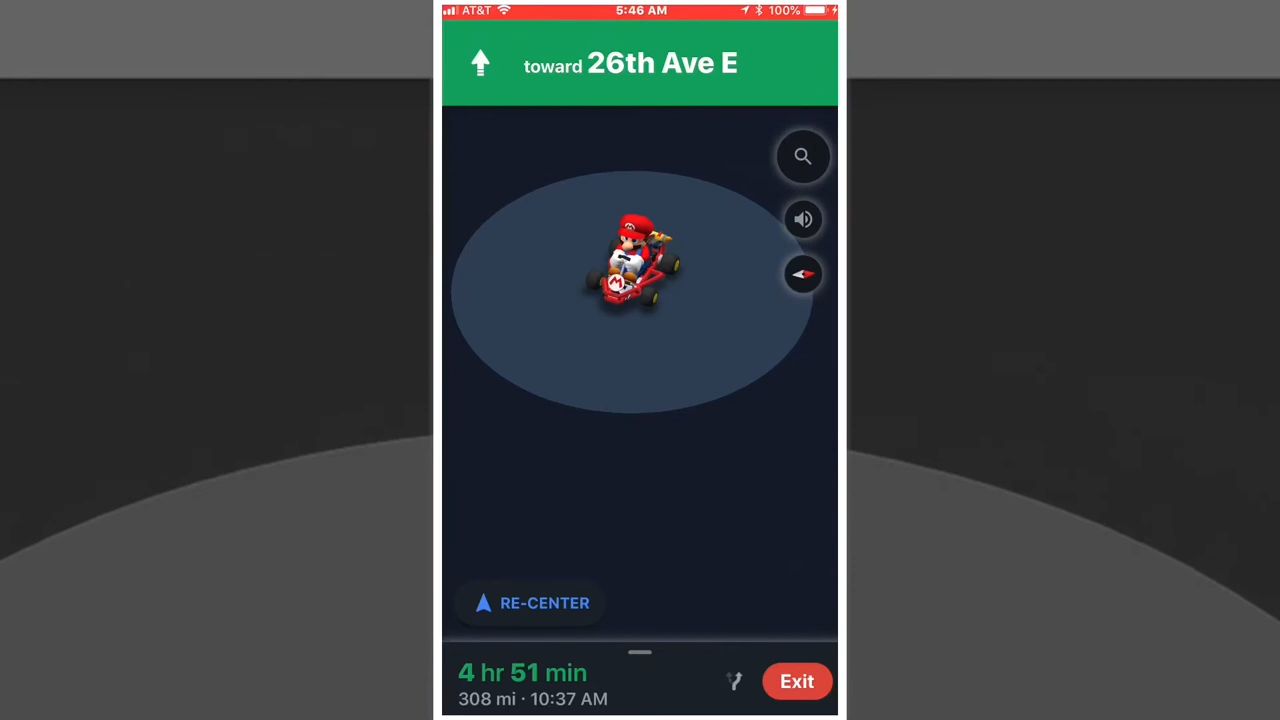 AT&T 5:46 AM 100%
toward 26th Ave E
M
M
RE-CENTER
4 hr 51 min
308 mi · 10:37 AM
Exit